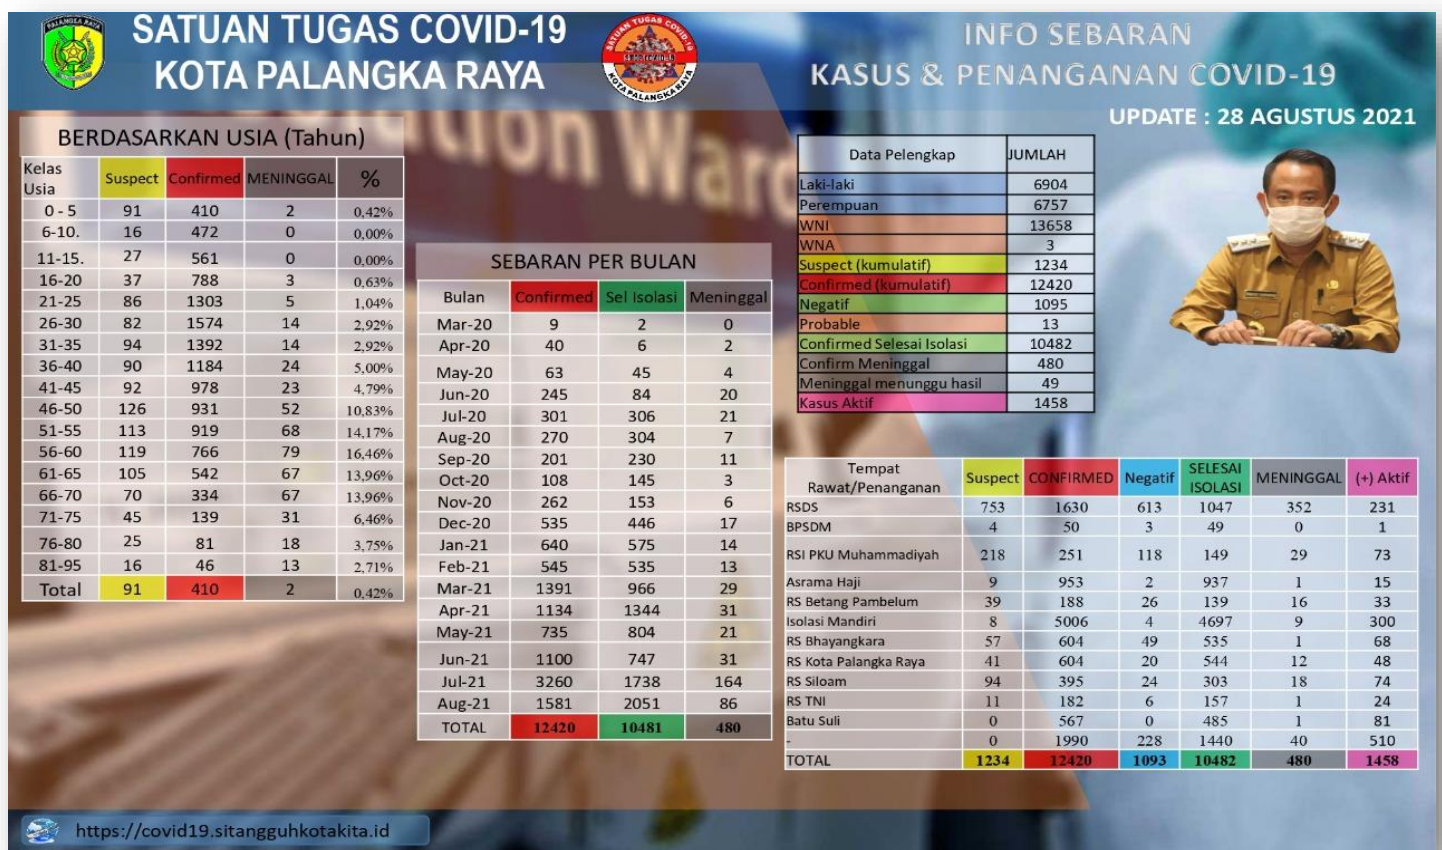 SATUAN TUGAS COVID-19
KOTA PALANGKA RAYA
PALANGKA RAYA
SATUAN TUGAS COVID-19
KOTA PALANGKA RAYA
INFO SEBARAN
KASUS & PENANGANAN COVID-19
UPDATE : 28 AGUSTUS 2021
BERDASARKAN USIA (Tahun)
Kelas Usia Suspect Confirmed MENINGGAL %
0 - 5 91 410 2 0,42%
6-10. 16 472 0 0,00%
11-15. 27 561 0 0,00%
16-20 37 788 3 0,63%
21-25 86 1303 5 1,04%
26-30 82 1574 14 2,92%
31-35 94 1392 14 2,92%
36-40 90 1184 24 5,00%
41-45 92 978 23 4,79%
46-50 126 931 52 10,83%
51-55 113 919 68 14,17%
56-60 119 766 79 16,46%
61-65 105 542 67 13,96%
66-70 70 334 67 13,96%
71-75 45 139 31 6,46%
76-80 25 81 18 3,75%
81-95 16 46 13 2,71%
Total 91 410 2 0,42%
SEBARAN PER BULAN
Bulan Confirmed Sel Isolasi Meninggal
Mar-20 9 2 0
Apr-20 40 6 2
May-20 63 45 4
Jun-20 245 84 20
Jul-20 301 306 21
Aug-20 270 304 7
Sep-20 201 230 11
Oct-20 108 145 3
Nov-20 262 153 6
Dec-20 535 446 17
Jan-21 640 575 14
Feb-21 545 535 13
Mar-21 1391 966 29
Apr-21 1134 1344 31
May-21 735 804 21
Jun-21 1100 747 31
Jul-21 3260 1738 164
Aug-21 1581 2051 86
TOTAL 12420 10481 480
Data Pelengkap JUMLAH
Laki-laki 6904
Perempuan 6757
WNI 13658
WNA 3
Suspect (kumulatif) 1234
Confirmed (kumulatif) 12420
Negatif 1095
Probable 13
Confirmed Selesai Isolasi 10482
Confirm Meninggal 480
Meninggal menunggu hasil 49
Kasus Aktif 1458
Tempat Rawat/Penanganan Suspect CONFIRMED Negatif SELESAI ISOLASI MENINGGAL (+) Aktif
RSDS 753 1630 613 1047 352 231
BPSDM 4 50 3 49 0 1
RSI PKU Muhammadiyah 218 251 118 149 29 73
Asrama Haji 9 953 2 937 1 15
RS Betang Pambelum 39 188 26 139 16 33
Isolasi Mandiri 8 5006 4 4697 9 300
RS Bhayangkara 57 604 49 535 1 68
RS Kota Palangka Raya 41 604 20 544 12 48
RS Siloam 94 395 24 303 18 74
RS TNI 11 182 6 157 1 24
Batu Suli 0 567 0 485 1 81
- 0 1990 228 1440 40 510
TOTAL 1234 12420 1093 10482 480 1458
Ward
https://covid19.sitangguhkotakita.id